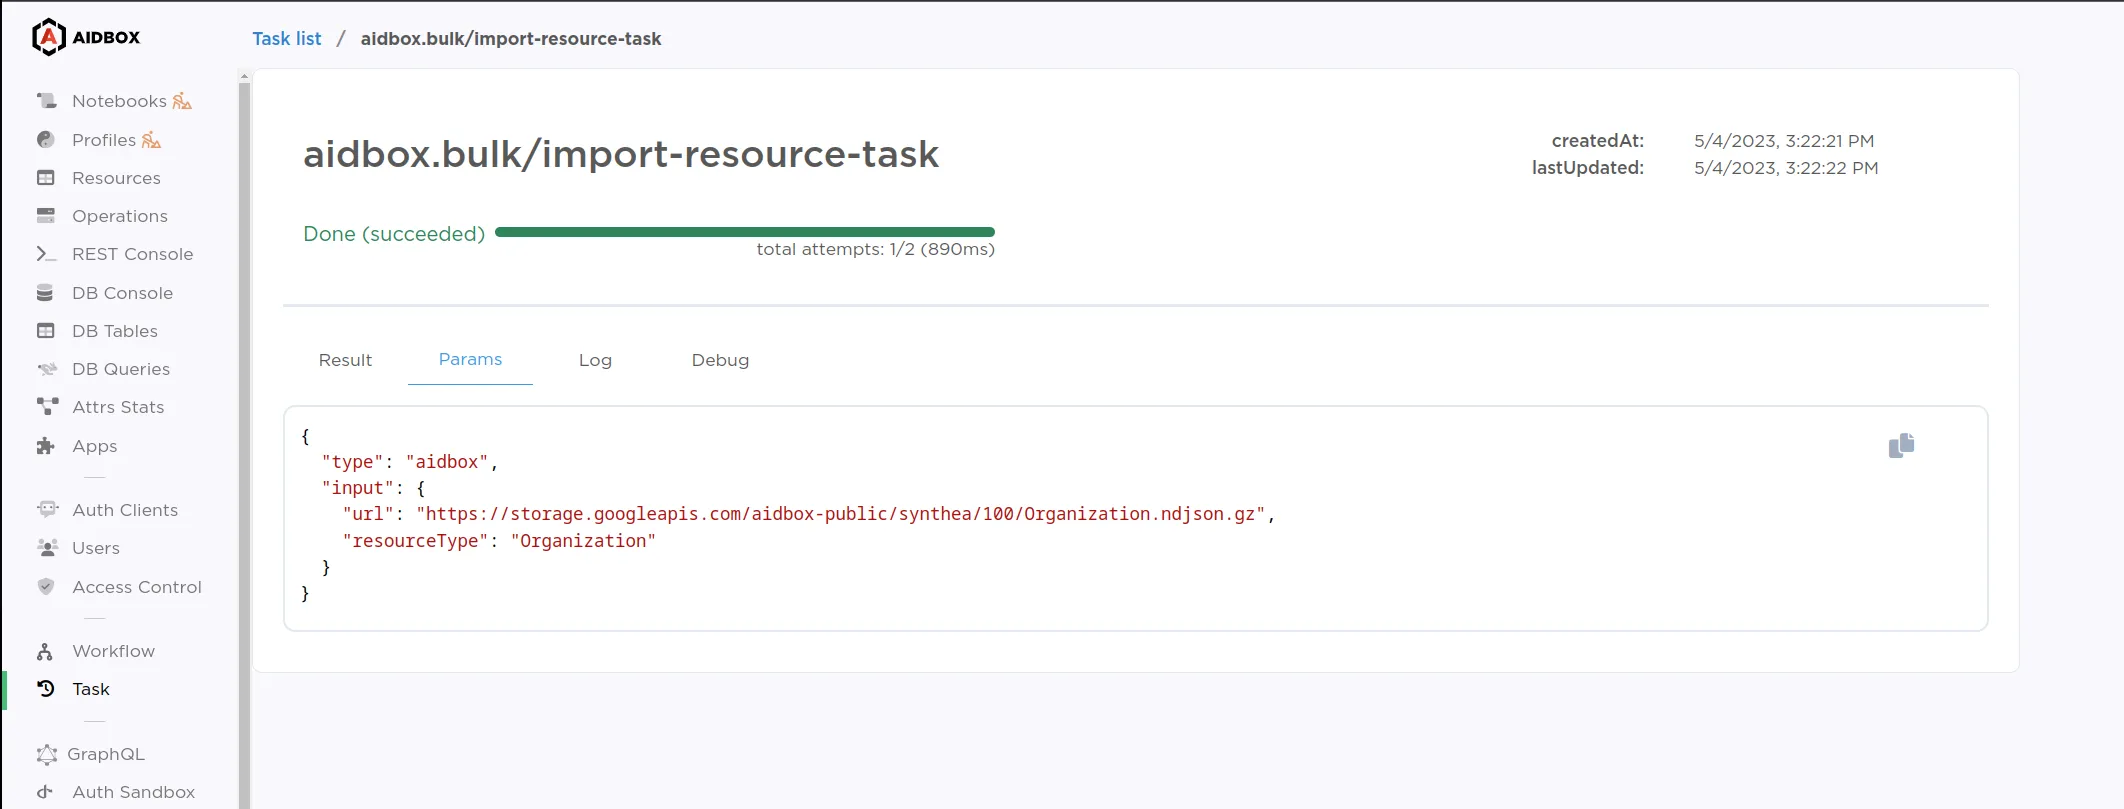 AIDBOX
Task list / aidbox.bulk/import-resource-task
Notebooks
Profiles
Resources
Operations
REST Console
DB Console
DB Tables
DB Queries
Attrs Stats
Apps
Auth Clients
Users
Access Control
Workflow
Task
GraphQL
Auth Sandbox
aidbox.bulk/import-resource-task
createdAt: 5/4/2023, 3:22:21 PM
lastUpdated: 5/4/2023, 3:22:22 PM
Done (succeeded)
total attempts: 1/2 (890ms)
Result Params Log Debug
{
"type": "aidbox",
"input": {
"url": "https://storage.googleapis.com/aidbox-public/synthea/100/Organization.ndjson.gz",
"resourceType": "Organization"
}
}